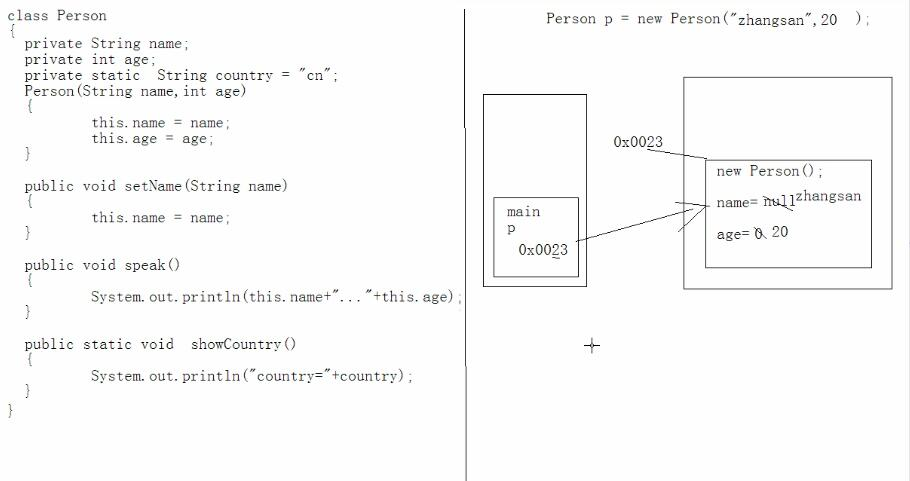 class Person
{
private String name;
private int age;
private static  String country = "cn";
Person(String name,int age)
{
this.name = name;
this.age = age;
}
public void setName(String name)
{
this.name = name;
}
public void speak()
{
System.out.println(this.name+"..."+this.age);
}
public static void  showCountry()
{
System.out.println("country="+country);
}
}
Person p = new Person("zhangsan",20  );
main
p
0x0023
0x0023
new Person();
name= null zhangsan
age= 0 20